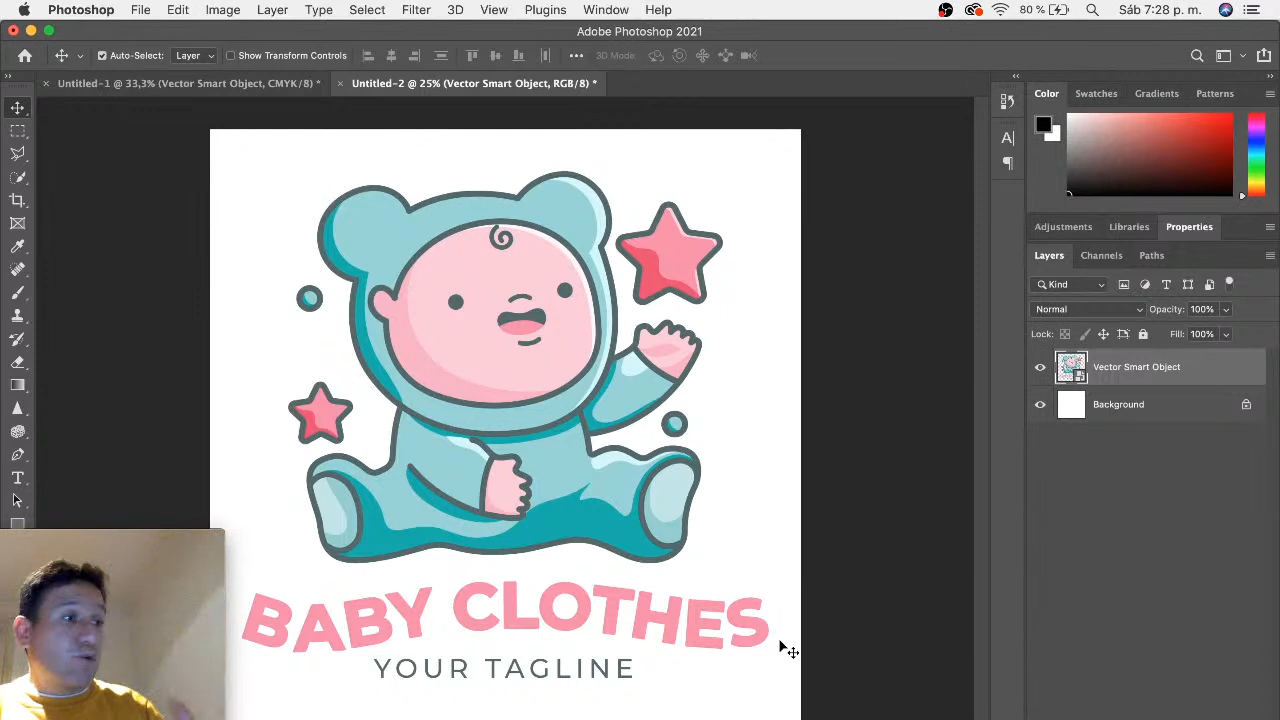 Photoshop File Edit Image Layer Type Select Filter 3D View Plugins Window Help 80 % Sáb 7:28 p. m.
Adobe Photoshop 2021
Auto-Select: Layer Show Transform Controls 3D Mode:
Untitled-1 @ 33,3% (Vector Smart Object, CMYK/8) * Untitled-2 @ 25% (Vector Smart Object, RGB/8) *
Color Swatches Gradients Patterns
Adjustments Libraries Properties
Layers Channels Paths
Kind
Normal Opacity: 100%
Lock: Fill: 100%
Vector Smart Object
Background
BABY CLOTHES
YOUR TAGLINE